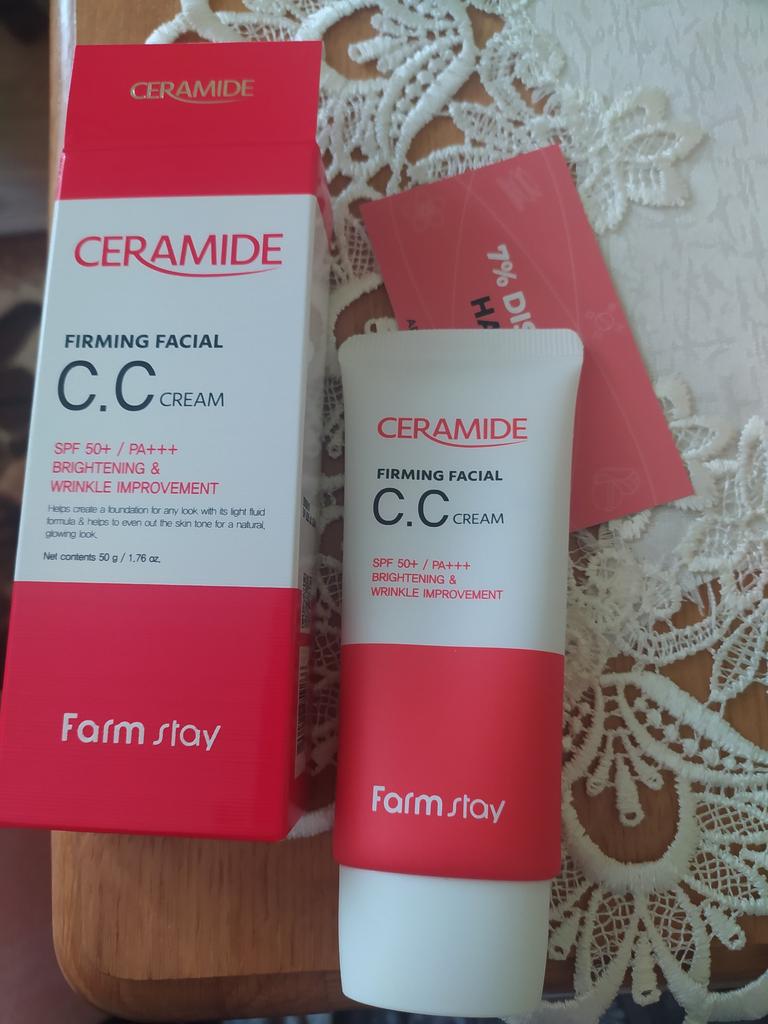 CERAMIDE
CERAMIDE
FIRMING FACIAL
C.C CREAM
SPF 50+ / PA+++
BRIGHTENING &
WRINKLE IMPROVEMENT
Helps create a foundation for any look with its light fluid
formula & helps to even out the skin tone for a natural,
glowing look.
Net contents 50 g / 1.76 oz.
Farm stay
7% DIS
CERAMIDE
FIRMING FACIAL
C.C CREAM
SPF 50+ / PA+++
BRIGHTENING &
WRINKLE IMPROVEMENT
Farm stay